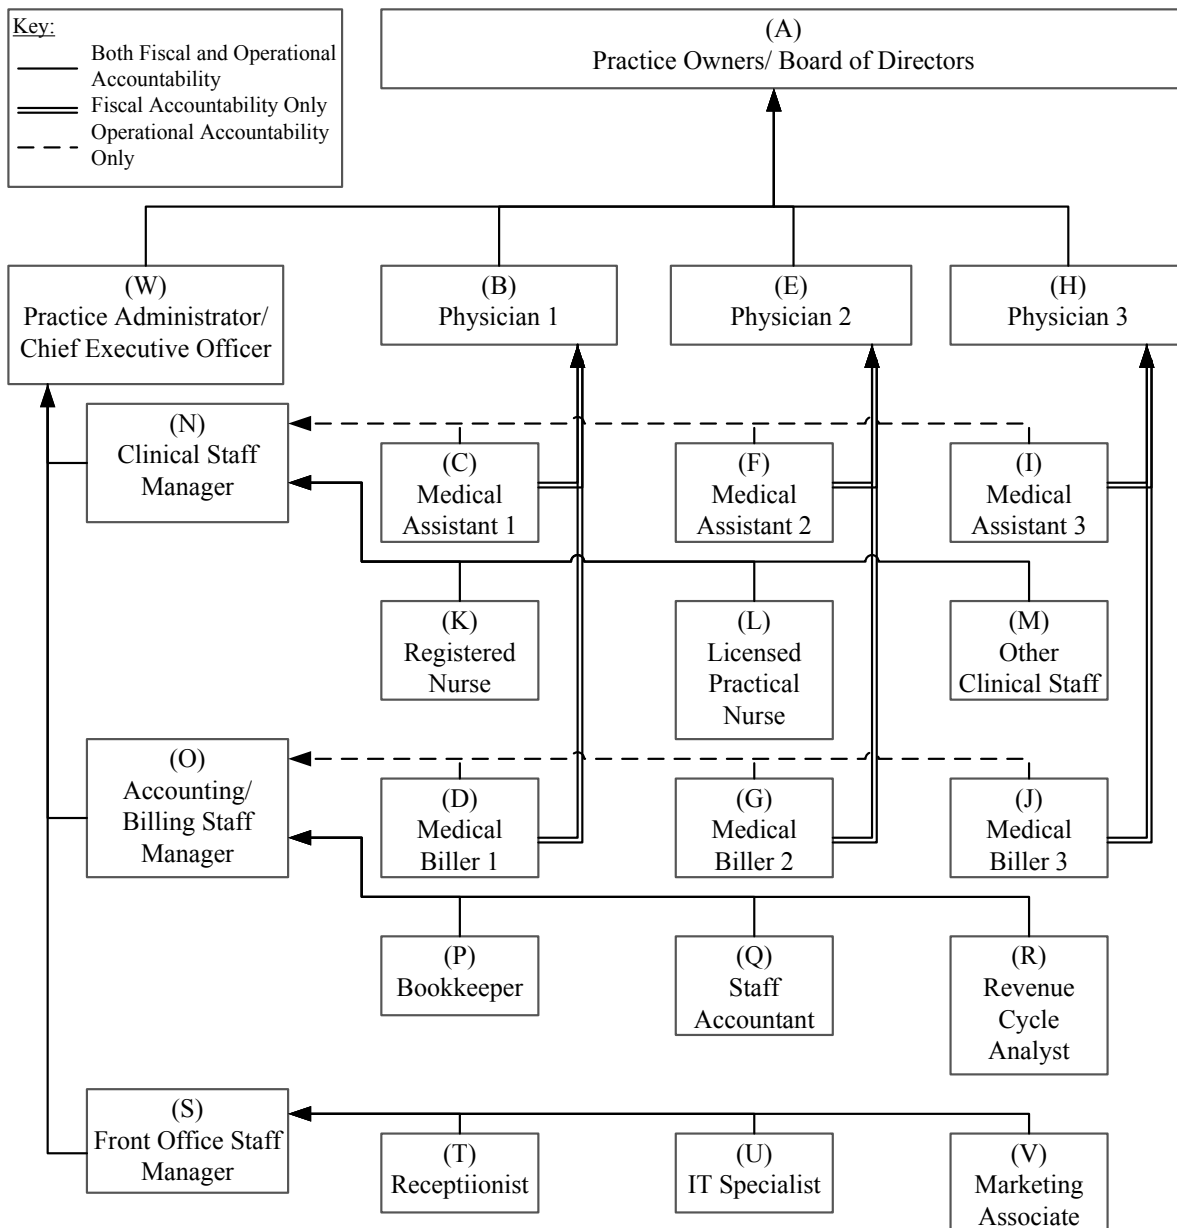 Key:
Both Fiscal and Operational
Accountability
Fiscal Accountability Only
Operational Accountability
Only
(A)
Practice Owners/ Board of Directors
(W)
Practice Administrator/
Chief Executive Officer
(B)
Physician 1
(E)
Physician 2
(H)
Physician 3
(N)
Clinical Staff
Manager
(C)
Medical
Assistant 1
(F)
Medical
Assistant 2
(I)
Medical
Assistant 3
(K)
Registered
Nurse
(L)
Licensed
Practical
Nurse
(M)
Other
Clinical Staff
(O)
Accounting/
Billing Staff
Manager
(D)
Medical
Biller 1
(G)
Medical
Biller 2
(J)
Medical
Biller 3
(P)
Bookkeeper
(Q)
Staff
Accountant
(R)
Revenue
Cycle
Analyst
(S)
Front Office Staff
Manager
(T)
Receptiionist
(U)
IT Specialist
(V)
Marketing
Associate